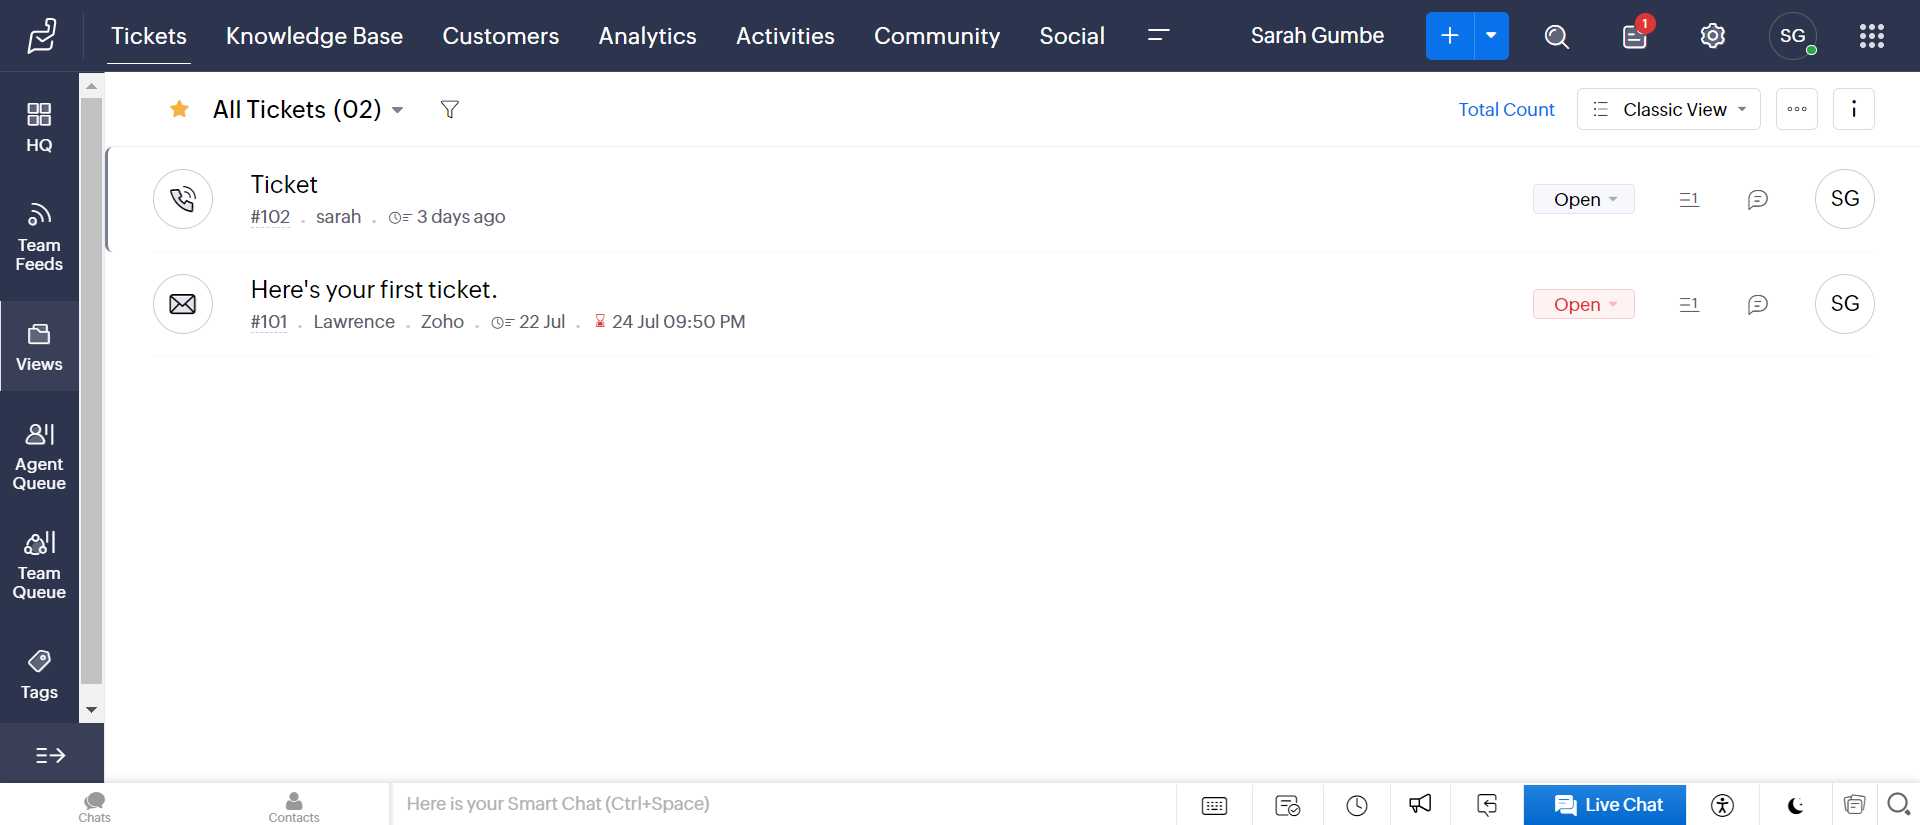 Tickets Knowledge Base Customers Analytics Activities Community Social Sarah Gumbe 1 SG
HQ
Team
Feeds
Views
Agent
Queue
Team
Queue
Tags
All Tickets (02) Total Count Classic View
Ticket
#102 . sarah . 3 days ago Open 1 SG
Here's your first ticket.
#101 . Lawrence . Zoho . 22 Jul . 24 Jul 09:50 PM Open 1 SG
Chats Contacts Here is your Smart Chat (Ctrl+Space) Live Chat